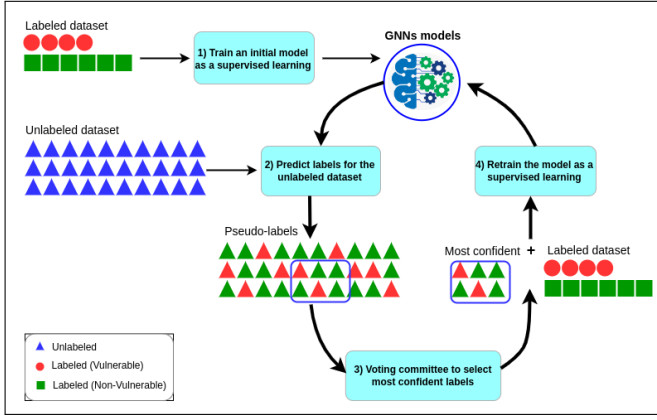 Labeled dataset
GNNs models
1) Train an initial model
as a supervised learning
Unlabeled dataset
2) Predict labels for the
unlabeled dataset
4) Retrain the model as a
supervised learning
Pseudo-labels
Most confident +
Labeled dataset
3) Voting committee to select
most confident labels
Unlabeled
Labeled (Vulnerable)
Labeled (Non-Vulnerable)